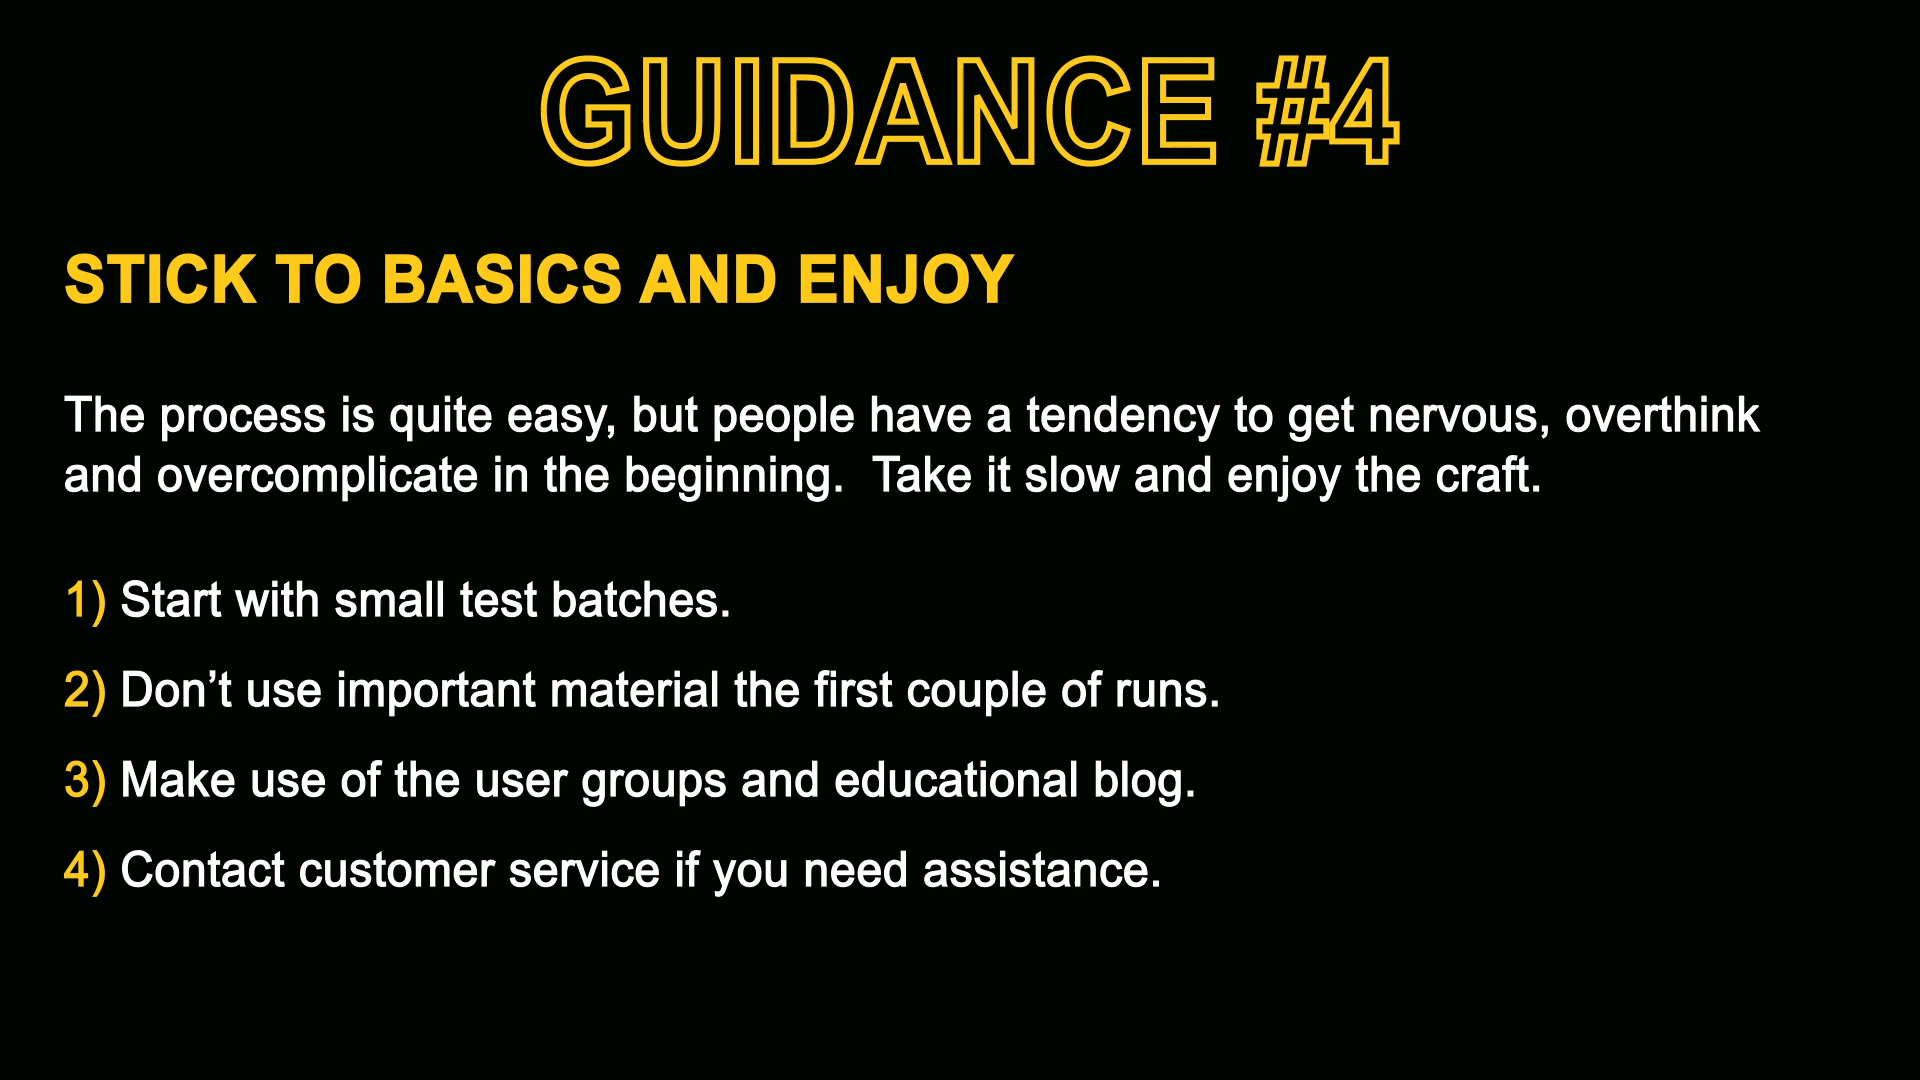 GUIDANCE #4
STICK TO BASICS AND ENJOY
The process is quite easy, but people have a tendency to get nervous, overthink
and overcomplicate in the beginning.  Take it slow and enjoy the craft.
1) Start with small test batches.
2) Don’t use important material the first couple of runs.
3) Make use of the user groups and educational blog.
4) Contact customer service if you need assistance.